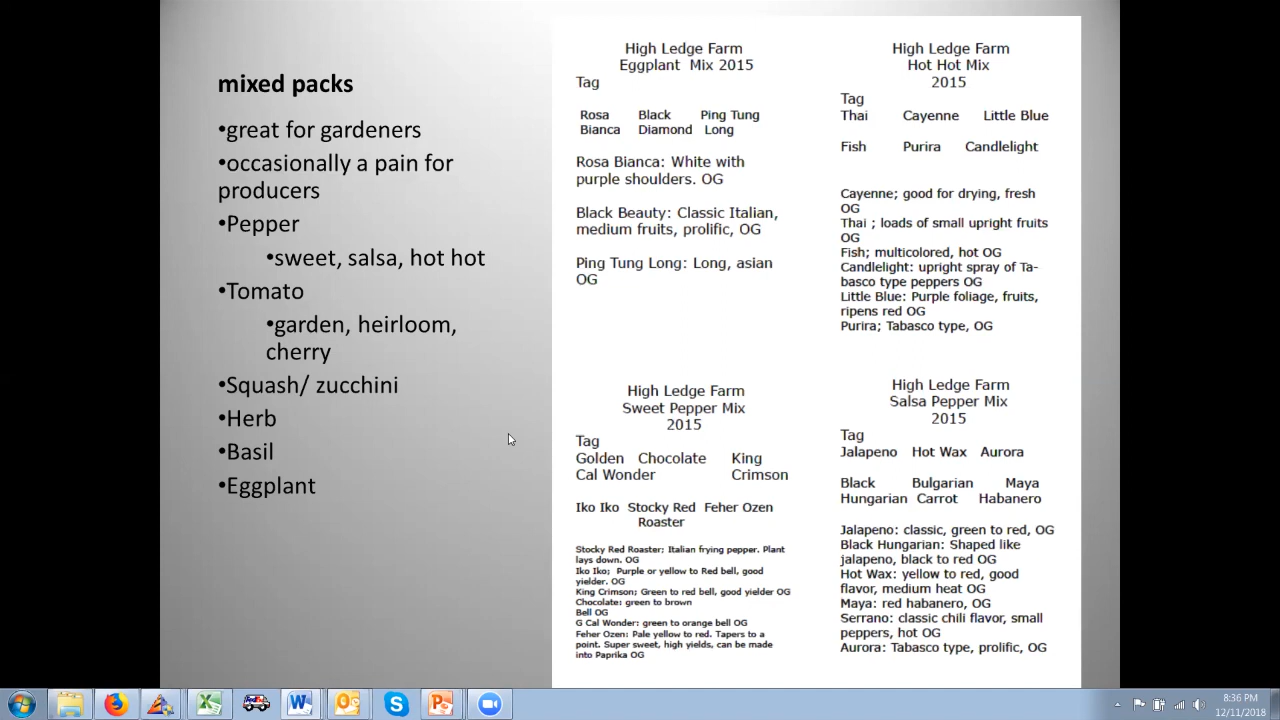 mixed packs
•great for gardeners
•occasionally a pain for
producers
•Pepper
•sweet, salsa, hot hot
•Tomato
•garden, heirloom,
cherry
•Squash/ zucchini
•Herb
•Basil
•Eggplant
High Ledge Farm
Eggplant Mix 2015
Tag
Rosa Black Ping Tung
Bianca Diamond Long
Rosa Bianca: White with
purple shoulders. OG
Black Beauty: Classic Italian,
medium fruits, prolific, OG
Ping Tung Long: Long, asian
OG
High Ledge Farm
Hot Hot Mix
2015
Tag
Thai Cayenne Little Blue
Fish Purira Candlelight
Cayenne; good for drying, fresh
OG
Thai ; loads of small upright fruits
OG
Fish; multicolored, hot OG
Candlelight: upright spray of Ta-
basco type peppers OG
Little Blue: Purple foliage, fruits,
ripens red OG
Purira; Tabasco type, OG
High Ledge Farm
Sweet Pepper Mix
2015
Tag
Golden Chocolate King
Cal Wonder Crimson
Iko Iko Stocky Red Feher Ozen
Roaster
Stocky Red Roaster; Italian frying pepper. Plant
lays down. OG
Iko Iko; Purple or yellow to Red bell, good
yielder. OG
King Crimson; Green to red bell, good yielder OG
Chocolate: green to brown
Bell OG
G Cal Wonder: green to orange bell OG
Feher Ozen: Pale yellow to red. Tapers to a
point. Super sweet, high yields, can be made
into Paprika OG
High Ledge Farm
Salsa Pepper Mix
2015
Tag
Jalapeno Hot Wax Aurora
Black Bulgarian Maya
Hungarian Carrot Habanero
Jalapeno: classic, green to red, OG
Black Hungarian: Shaped like
jalapeno, black to red OG
Hot Wax: yellow to red, good
flavor, medium heat OG
Maya: red habanero, OG
Serrano: classic chili flavor, small
peppers, hot OG
Aurora: Tabasco type, prolific, OG
8:36 PM
12/11/2018